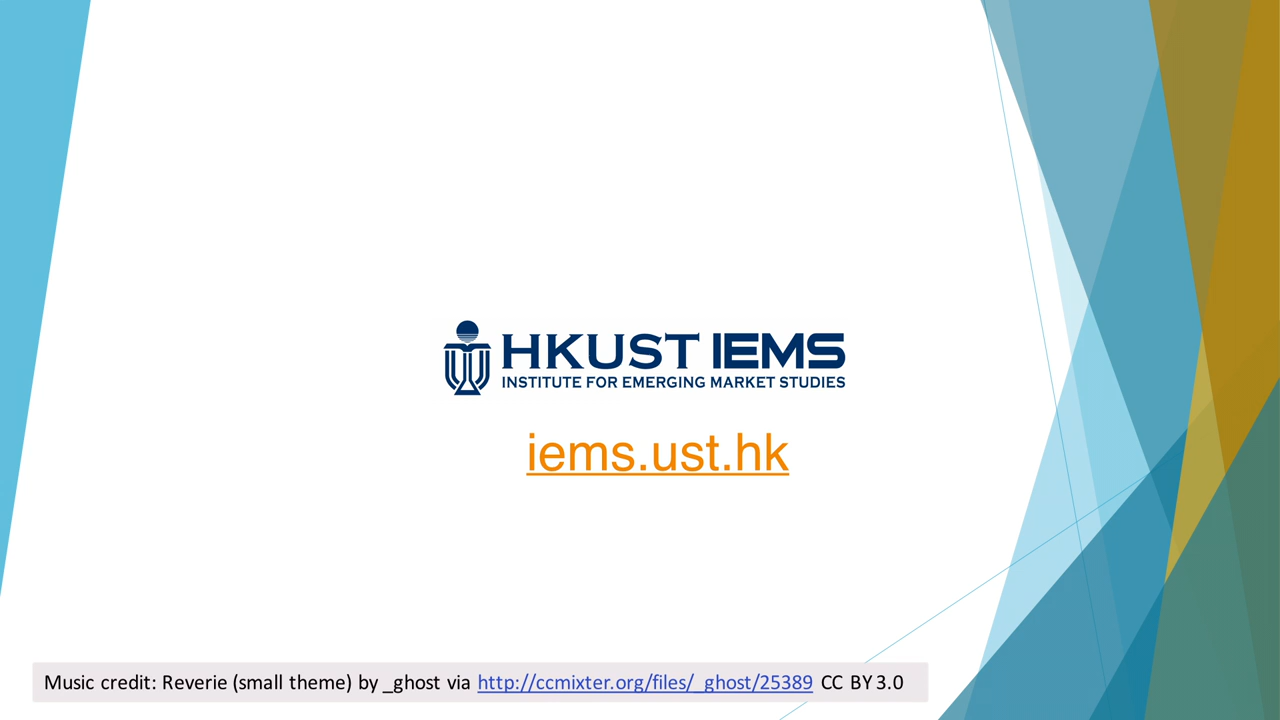 HKUST IEMS
INSTITUTE FOR EMERGING MARKET STUDIES
iems.ust.hk
Music credit: Reverie (small theme) by _ghost via http://ccmixter.org/files/_ghost/25389 CC BY 3.0